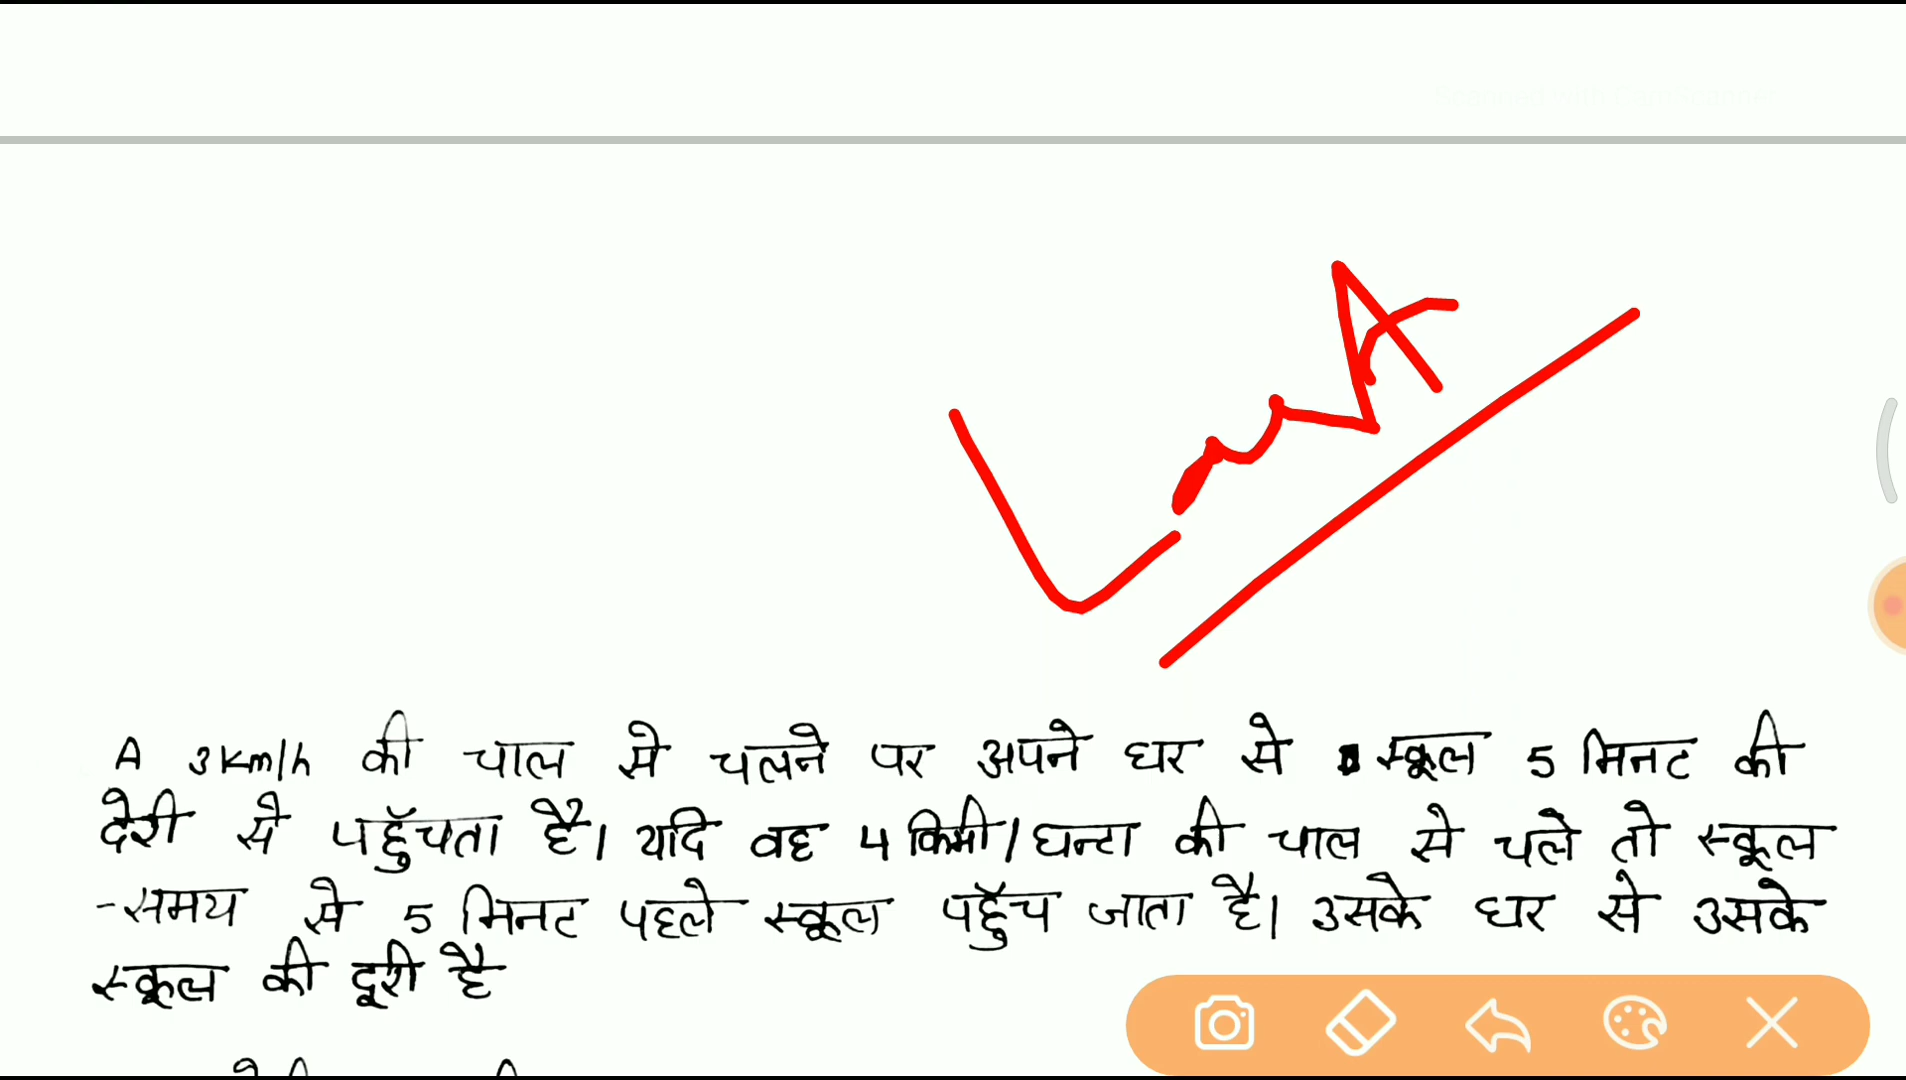 A 3km/h की चाल से चलने पर अपने घर से स्कूल 5 मिनट की
देरी से पहुँचता है। यदि वह 4 किमी/घन्टा की चाल से चले तो स्कूल
समय से 5 मिनट पहले स्कूल पहुँच जाता है। उसके घर से उसके
स्कूल की दूरी है